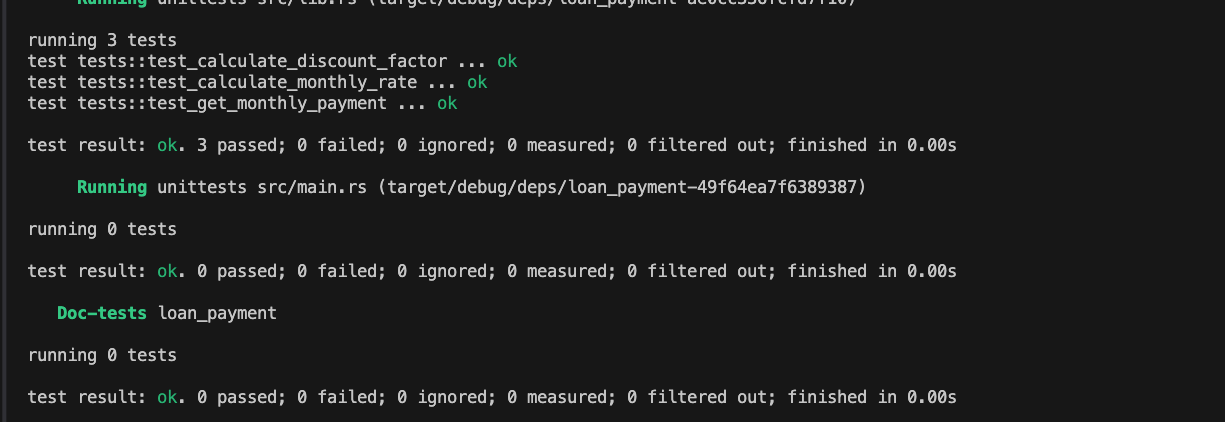 Running unittests src/lib.rs (target/debug/deps/loan_payment-
running 3 tests
test tests::test_calculate_discount_factor ... ok
test tests::test_calculate_monthly_rate ... ok
test tests::test_get_monthly_payment ... ok
test result: ok. 3 passed; 0 failed; 0 ignored; 0 measured; 0 filtered out; finished in 0.00s
Running unittests src/main.rs (target/debug/deps/loan_payment-49f64ea7f6389387)
running 0 tests
test result: ok. 0 passed; 0 failed; 0 ignored; 0 measured; 0 filtered out; finished in 0.00s
Doc-tests loan_payment
running 0 tests
test result: ok. 0 passed; 0 failed; 0 ignored; 0 measured; 0 filtered out; finished in 0.00s